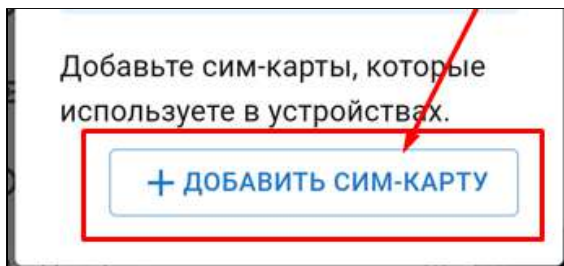 Добавьте сим-карты, которые
используете в устройствах.
+ ДОБАВИТЬ СИМ-КАРТУ